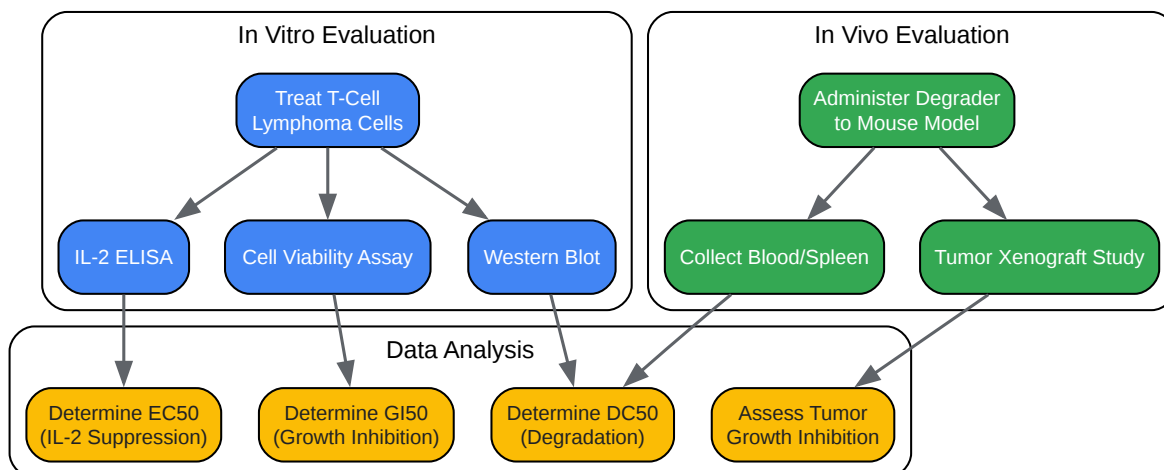 In Vitro Evaluation
In Vivo Evaluation
Treat T-Cell
Lymphoma Cells
Administer Degrader
to Mouse Model
IL-2 ELISA
Cell Viability Assay
Western Blot
Collect Blood/Spleen
Tumor Xenograft Study
Data Analysis
Determine EC50
(IL-2 Suppression)
Determine GI50
(Growth Inhibition)
Determine DC50
(Degradation)
Assess Tumor
Growth Inhibition